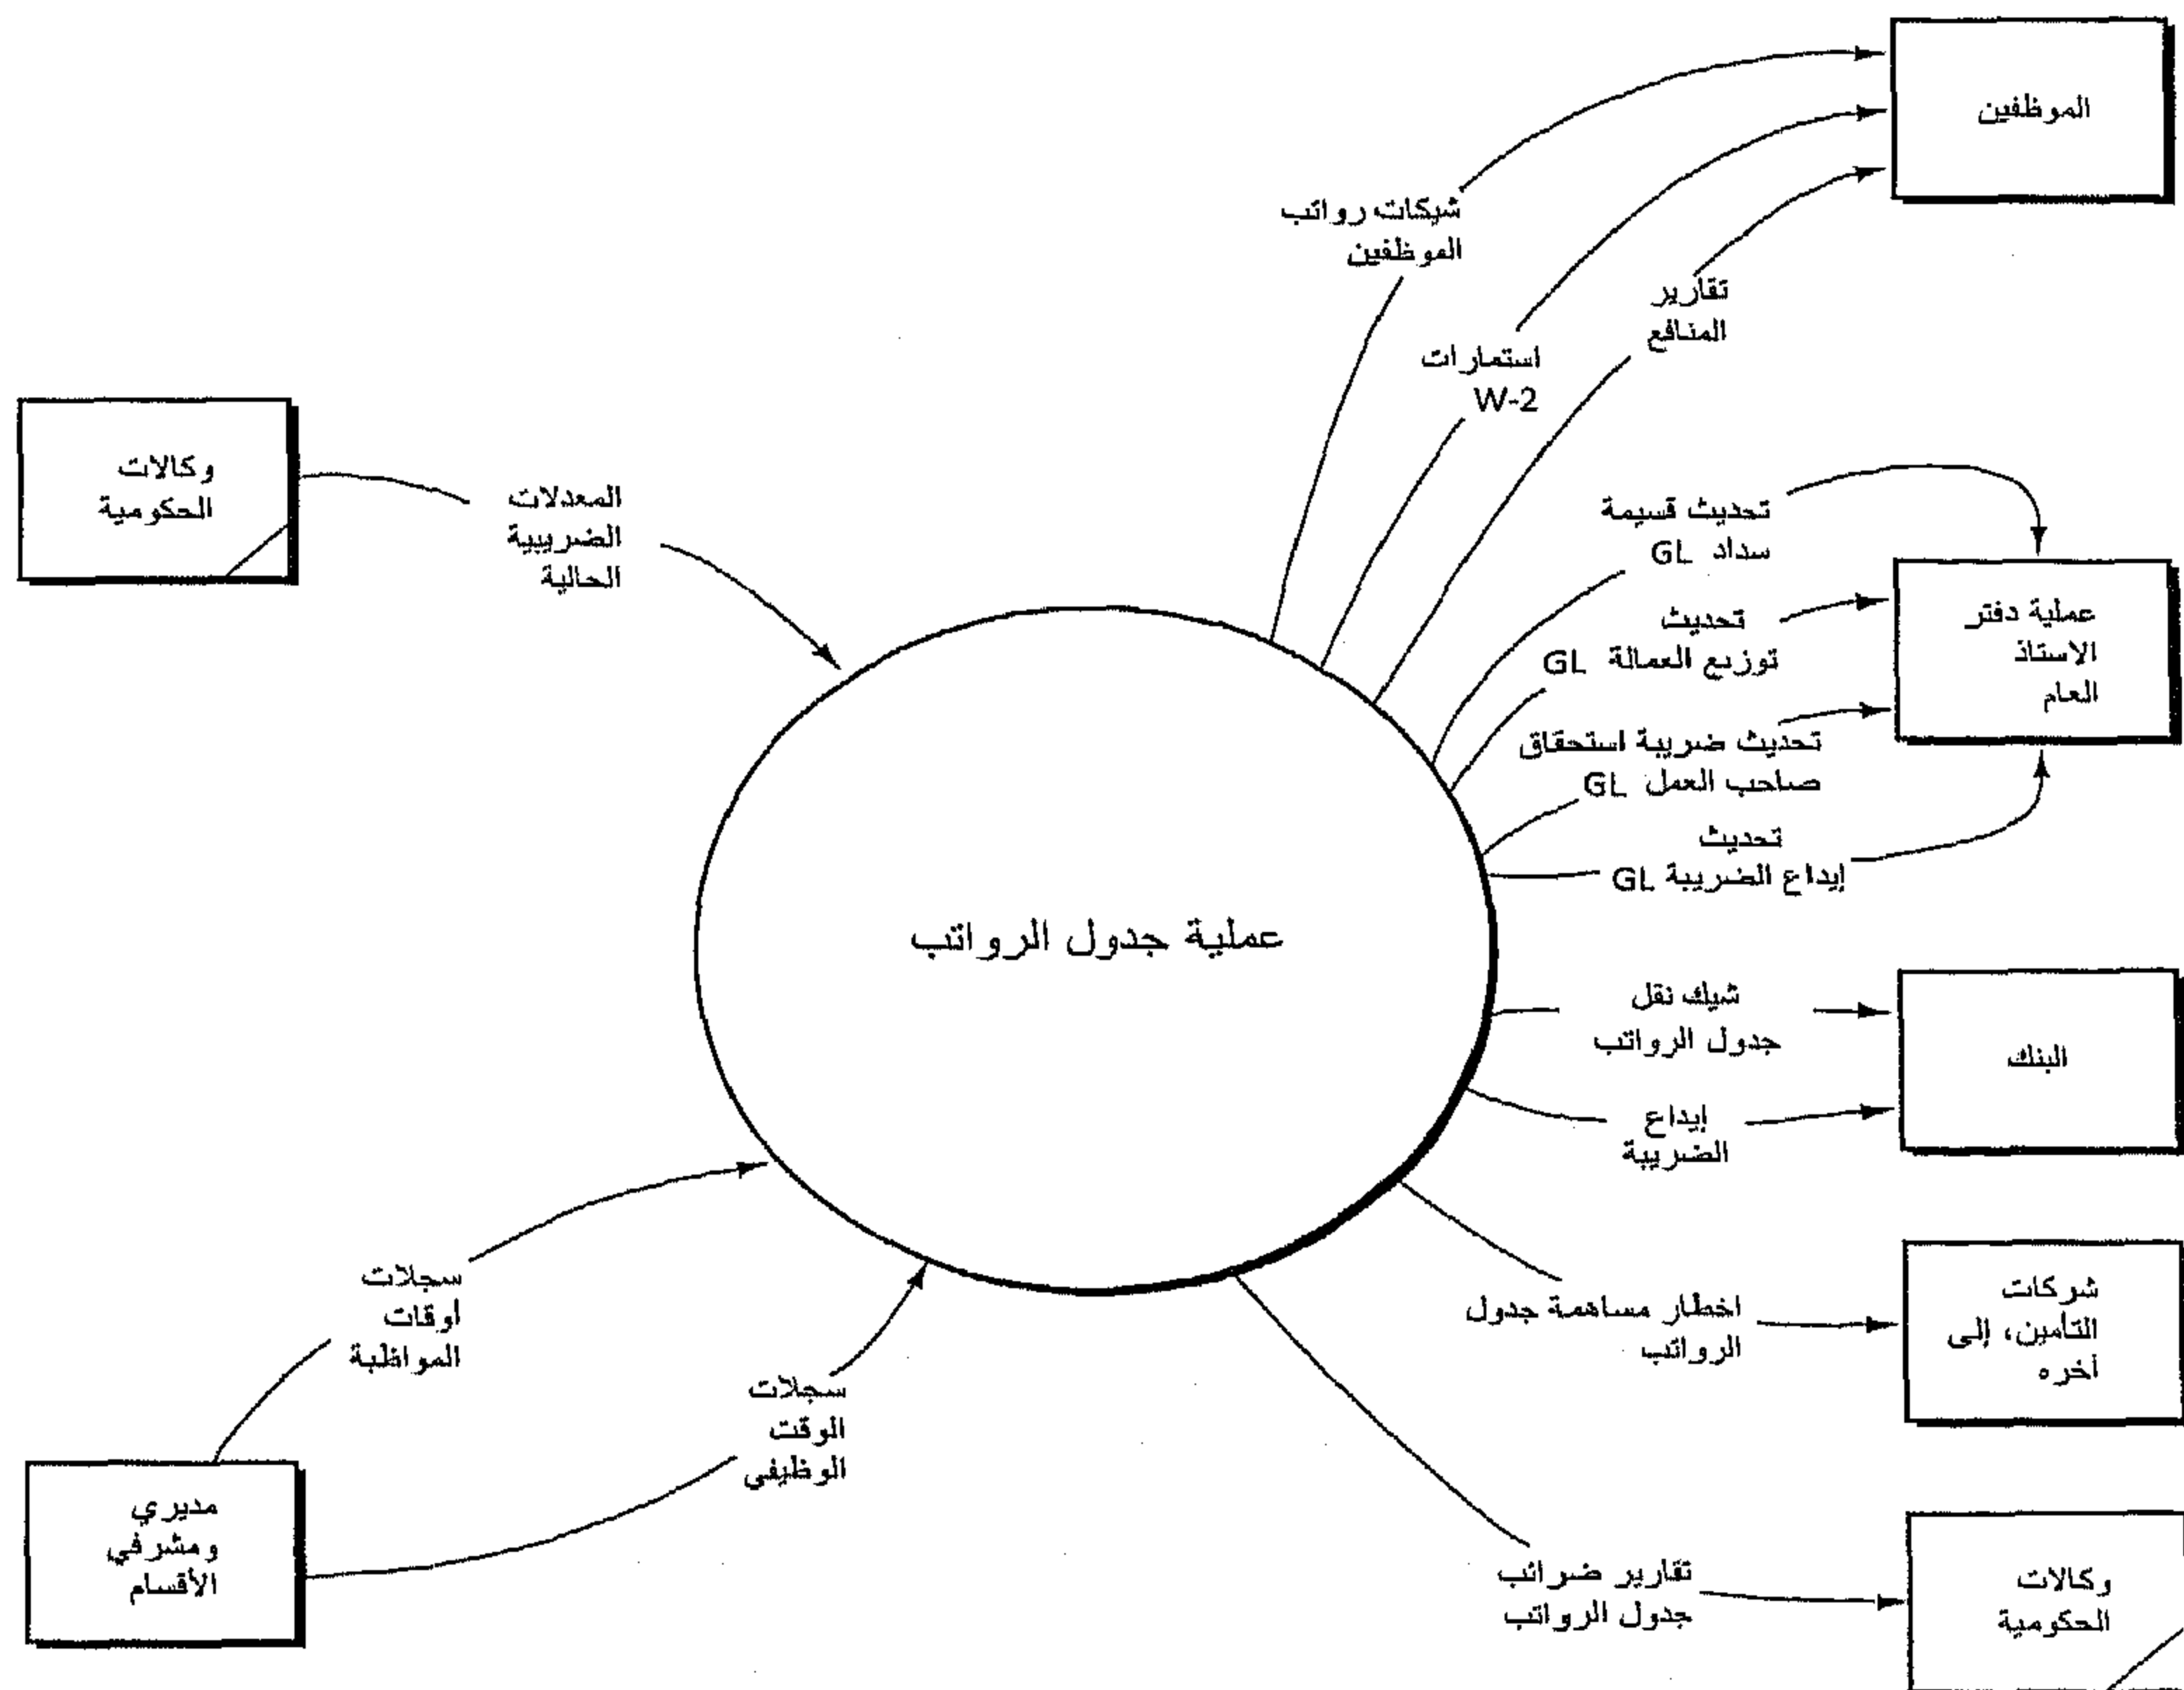 الموظفين
شيكات رواتب
الموظفين
استمارات
W-2
تقارير
المنافع
وكالات
الحكومية
المعدلات
الضريبية
الحالية
تحديث قسيمة
سداد GL
تحديث
توزيع العمالة GL
تحديث ضريبة استحقاق
صاحب العمل GL
تحديث
إيداع الضريبة GL
عملية دفتر
الاستاذ
العام
عملية جدول الرواتب
شيك نقل
جدول الرواتب
إيداع
الضريبة
البنك
سجلات
أوقات
المواظبة
سجلات
الوقت
الوظيفي
مديري
ومشرفي
الأقسام
اخطار مساهمة جدول
الرواتب
شركات
التأمين، إلى
أخره
تقارير ضرائب
جدول الرواتب
وكالات
الحكومية